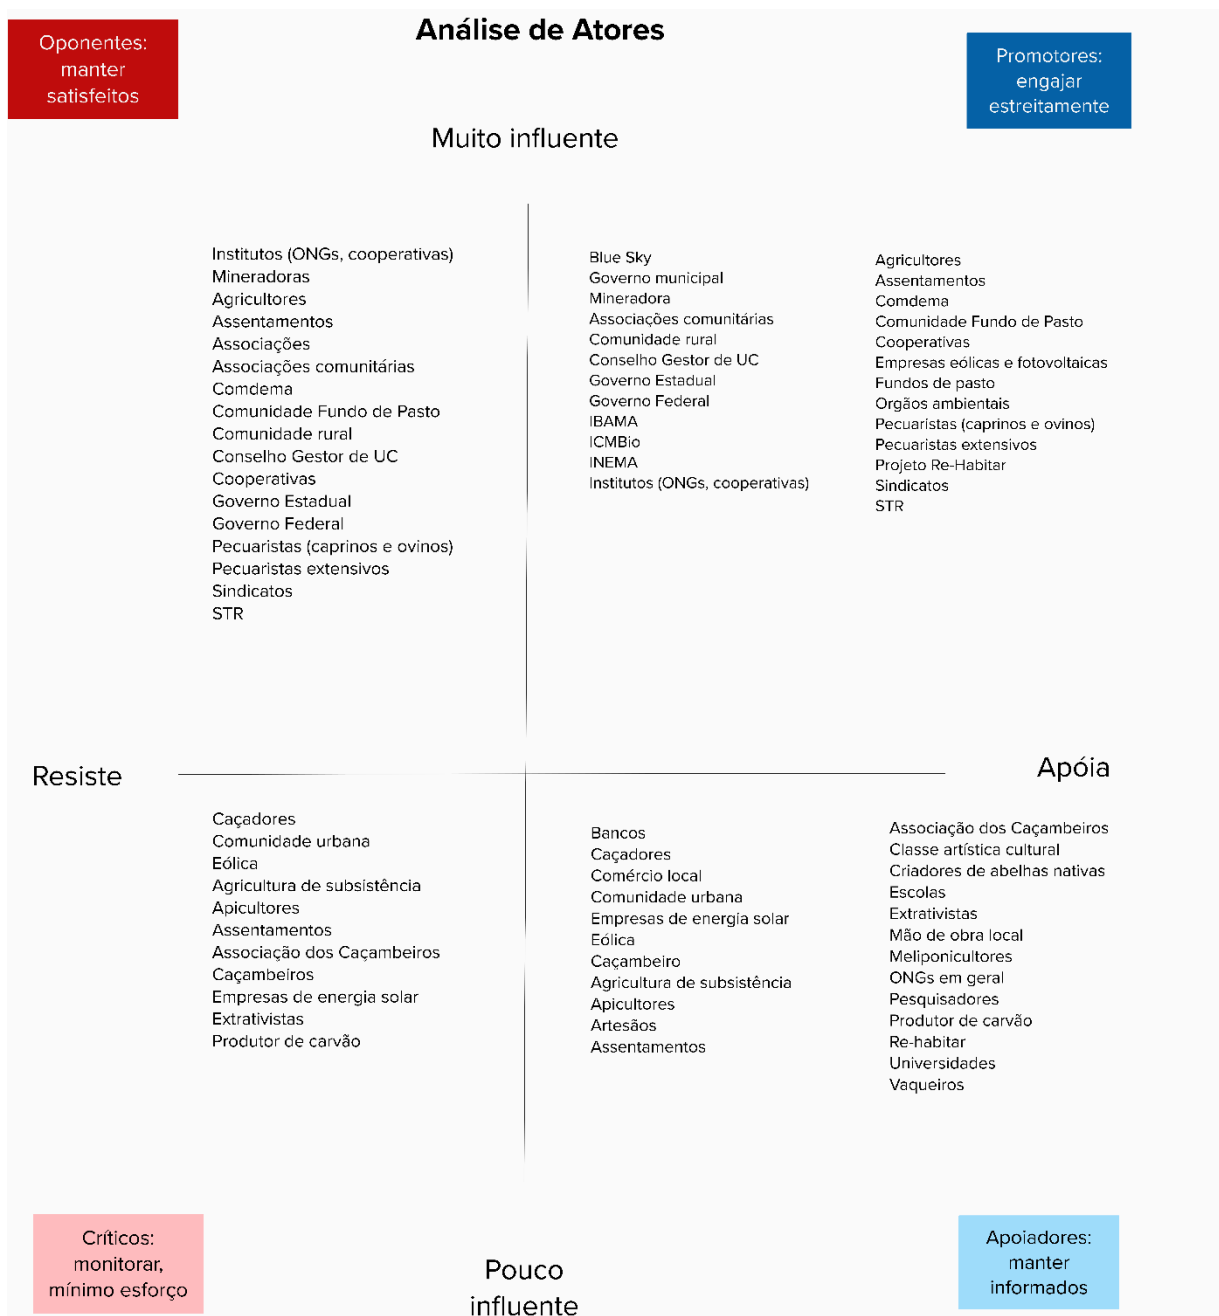 Análise de Atores
Oponentes:
manter
satisfeitos
Promotores:
engajar
estreitamente
Muito influente
Institutos (ONGs, cooperativas)
Mineradoras
Agricultores
Assentamentos
Associações
Associações comunitárias
Comdema
Comunidade Fundo de Pasto
Comunidade rural
Conselho Gestor de UC
Cooperativas
Governo Estadual
Governo Federal
Pecuaristas (caprinos e ovinos)
Pecuaristas extensivos
Sindicatos
STR
Blue Sky
Governo municipal
Mineradora
Associações comunitárias
Comunidade rural
Conselho Gestor de UC
Governo Estadual
Governo Federal
IBAMA
ICMBio
INEMA
Institutos (ONGs, cooperativas)
Agricultores
Assentamentos
Comdema
Comunidade Fundo de Pasto
Cooperativas
Empresas eólicas e fotovoltaicas
Fundos de pasto
Orgãos ambientais
Pecuaristas (caprinos e ovinos)
Pecuaristas extensivos
Projeto Re-Habitar
Sindicatos
STR
Resiste
Apóia
Caçadores
Comunidade urbana
Eólica
Agricultura de subsistência
Apicultores
Assentamentos
Associação dos Caçambeiros
Caçambeiros
Empresas de energia solar
Extrativistas
Produtor de carvão
Bancos
Caçadores
Comércio local
Comunidade urbana
Empresas de energía solar
Eólica
Caçambeiro
Agricultura de subsistência
Apicultores
Artesãos
Assentamentos
Associação dos Caçambeiros
Classe artística cultural
Criadores de abelhas nativas
Escolas
Extrativistas
Mão de obra local
Meliponicultores
ONGs em geral
Pesquisadores
Produtor de carvão
Re-habitar
Universidades
Vaqueiros
Críticos:
monitorar,
mínimo esforço
Pouco
influente
Apoiadores:
manter
informados